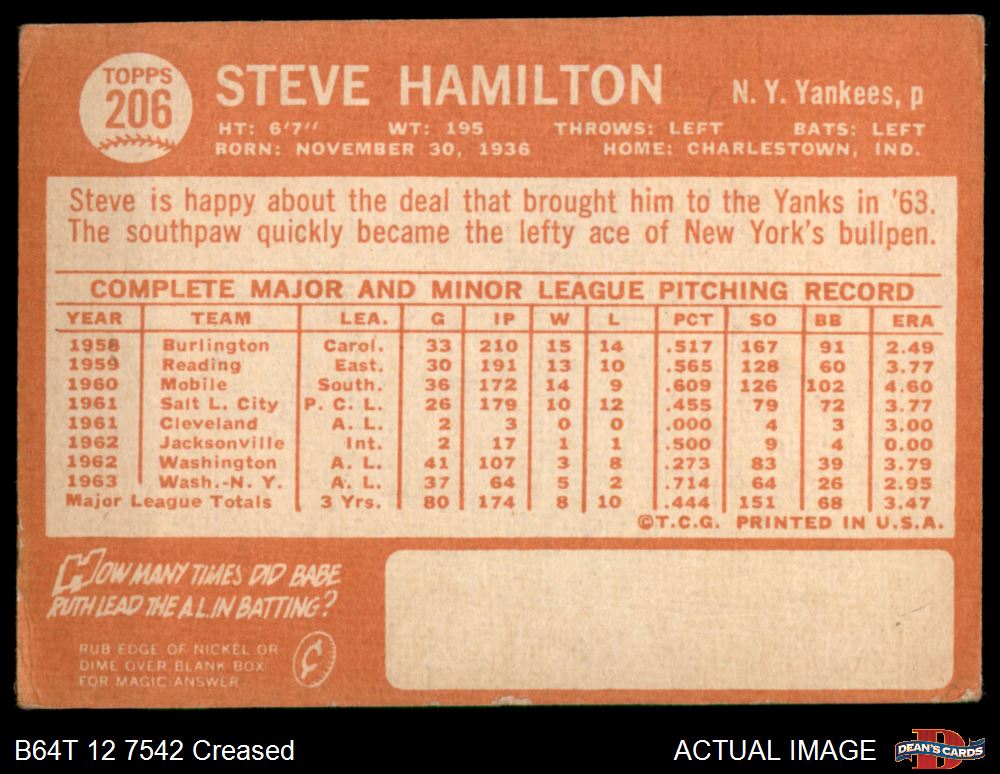 TOPPS
206
STEVE HAMILTON
N. Y. Yankees, p
HT: 6'7" WT: 195 THROWS: LEFT BATS: LEFT
BORN: NOVEMBER 30, 1936 HOME: CHARLESTOWN, IND.
Steve is happy about the deal that brought him to the Yanks in '63.
The southpaw quickly became the lefty ace of New York's bullpen.
COMPLETE MAJOR AND MINOR LEAGUE PITCHING RECORD
YEAR TEAM LEA. G IP W L PCT SO BB ERA
1958 Burlington Carol. 33 210 15 14 .517 167 91 2.49
1959 Reading East. 30 191 13 10 .565 128 60 3.77
1960 Mobile South. 36 172 14 9 .609 126 102 4.60
1961 Salt L. City P. C. L. 26 179 10 12 .455 79 72 3.77
1961 Cleveland A. L. 2 3 0 0 .000 4 3 3.00
1962 Jacksonville Int. 2 17 1 1 .500 9 4 0.00
1962 Washington A. L. 41 107 3 8 .273 83 39 3.79
1963 Wash.-N. Y. A. L. 37 64 5 2 .714 64 26 2.95
Major League Totals 3 Yrs. 80 174 8 10 .444 151 68 3.47
©T.C.G. PRINTED IN U.S.A.
HOW MANY TIMES DID BABE
RUTH LEAD THE A.L. IN BATTING?
RUB EDGE OF NICKEL OR
DIME OVER BLANK BOX
FOR MAGIC ANSWER
B64T 12 7542 Creased
ACTUAL IMAGE
DEAN'S CARDS